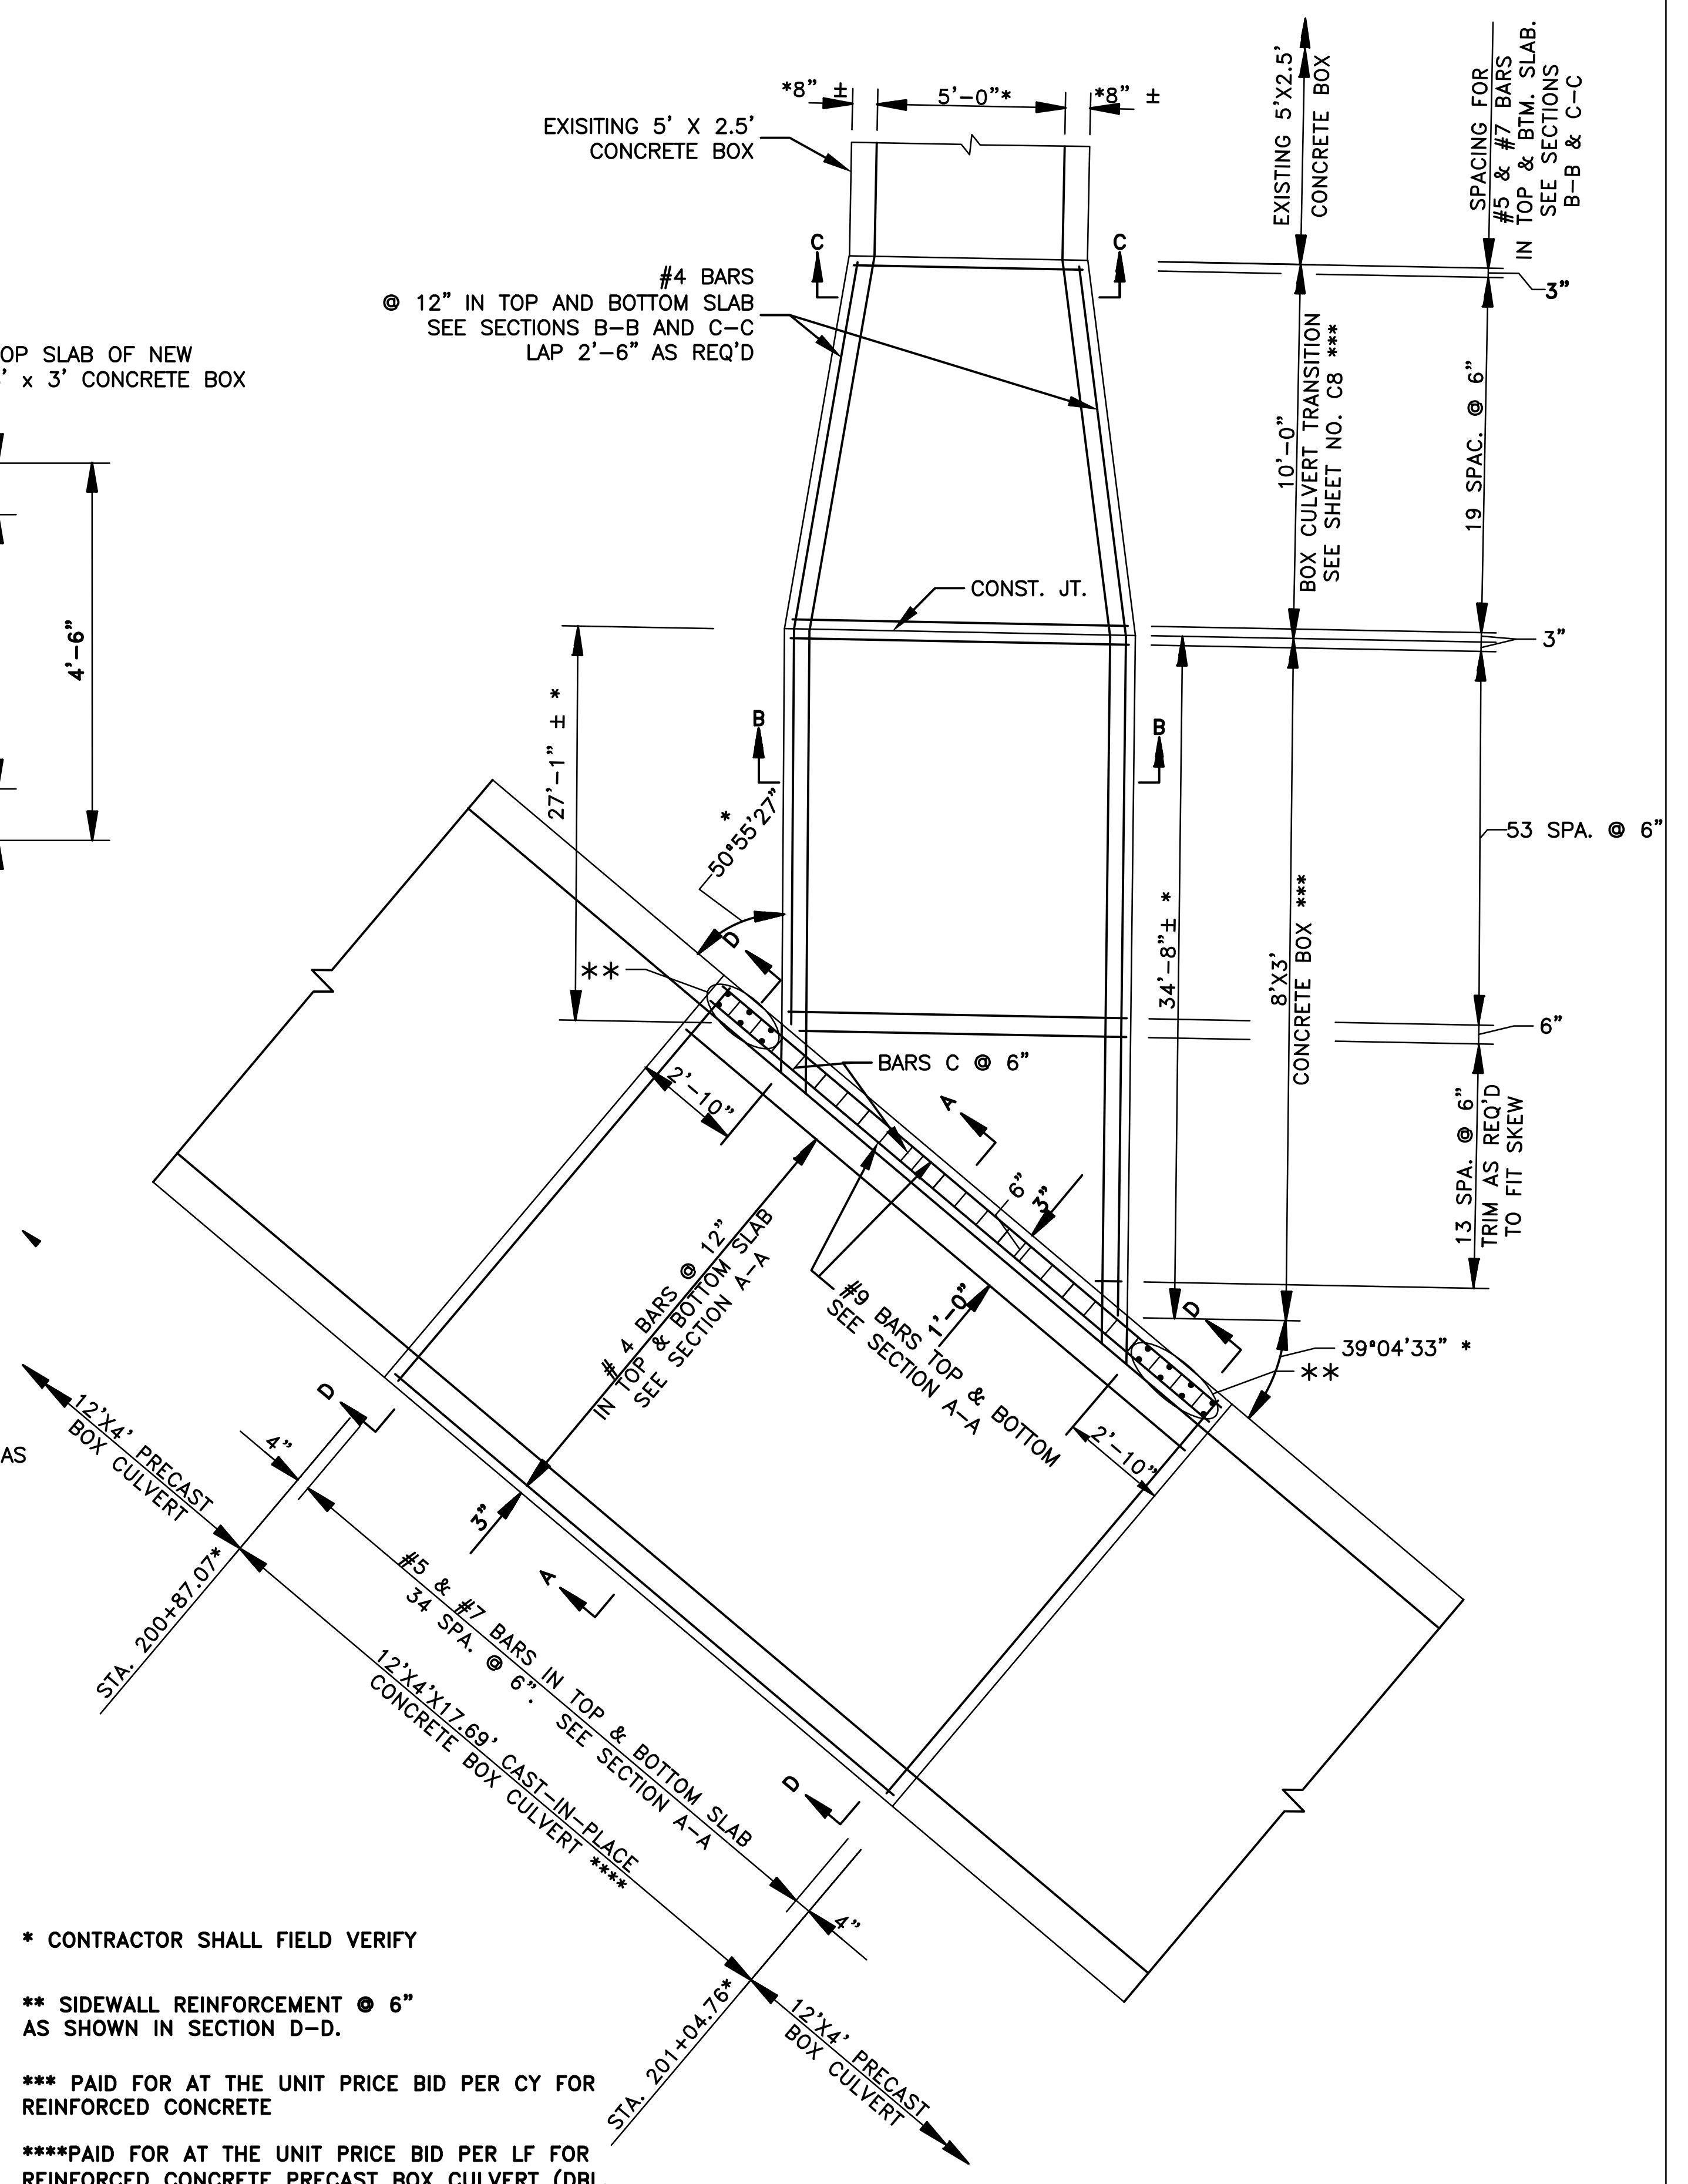 *8" ±
5'-0"*
*8" ±
EXISITING 5' X 2.5'
CONCRETE BOX
EXISTING 5'X2.5'
CONCRETE BOX
SPACING FOR
#5 & #7 BARS
IN TOP & BTM. SLAB.
SEE SECTIONS
B-B & C-C
C
C
3"
#4 BARS
@ 12" IN TOP AND BOTTOM SLAB
SEE SECTIONS B-B AND C-C
LAP 2'-6" AS REQ'D
OP SLAB OF NEW
' x 3' CONCRETE BOX
10'-0"
BOX CULVERT TRANSITION
SEE SHEET NO. C8 ***
19 SPAC. @ 6"
CONST. JT.
3"
4'-6"
27'-1" ± *
B
B
*
50°55'27"
53 SPA. @ 6"
D
**
34'-8"± *
8'X3'
CONCRETE BOX ***
6"
BARS C @ 6"
2'-10"
A
6"
3"
13 SPA. @ 6"
TRIM AS REQ'D
TO FIT SKEW
# 4 BARS @ 12"
IN TOP & BOTTOM SLAB
SEE SECTION A-A
#9 BARS TOP & BOTTOM
SEE SECTION A-A
1'-0"
D
39°04'33" *
**
2'-10"
D
12'X4' PRECAST
BOX CULVERT
AS
4"
3"
STA. 200+87.07*
A
#5 & #7 BARS IN TOP & BOTTOM SLAB
34 SPA. @ 6". SEE SECTION A-A
12'X4'X17.69' CAST-IN-PLACE
CONCRETE BOX CULVERT ****
D
4"
STA. 201+04.76*
12'X4' PRECAST
BOX CULVERT
* CONTRACTOR SHALL FIELD VERIFY
** SIDEWALL REINFORCEMENT @ 6"
AS SHOWN IN SECTION D-D.
*** PAID FOR AT THE UNIT PRICE BID PER CY FOR
REINFORCED CONCRETE
****PAID FOR AT THE UNIT PRICE BID PER LF FOR
REINFORCED CONCRETE PRECAST BOX CULVERT (DBL.